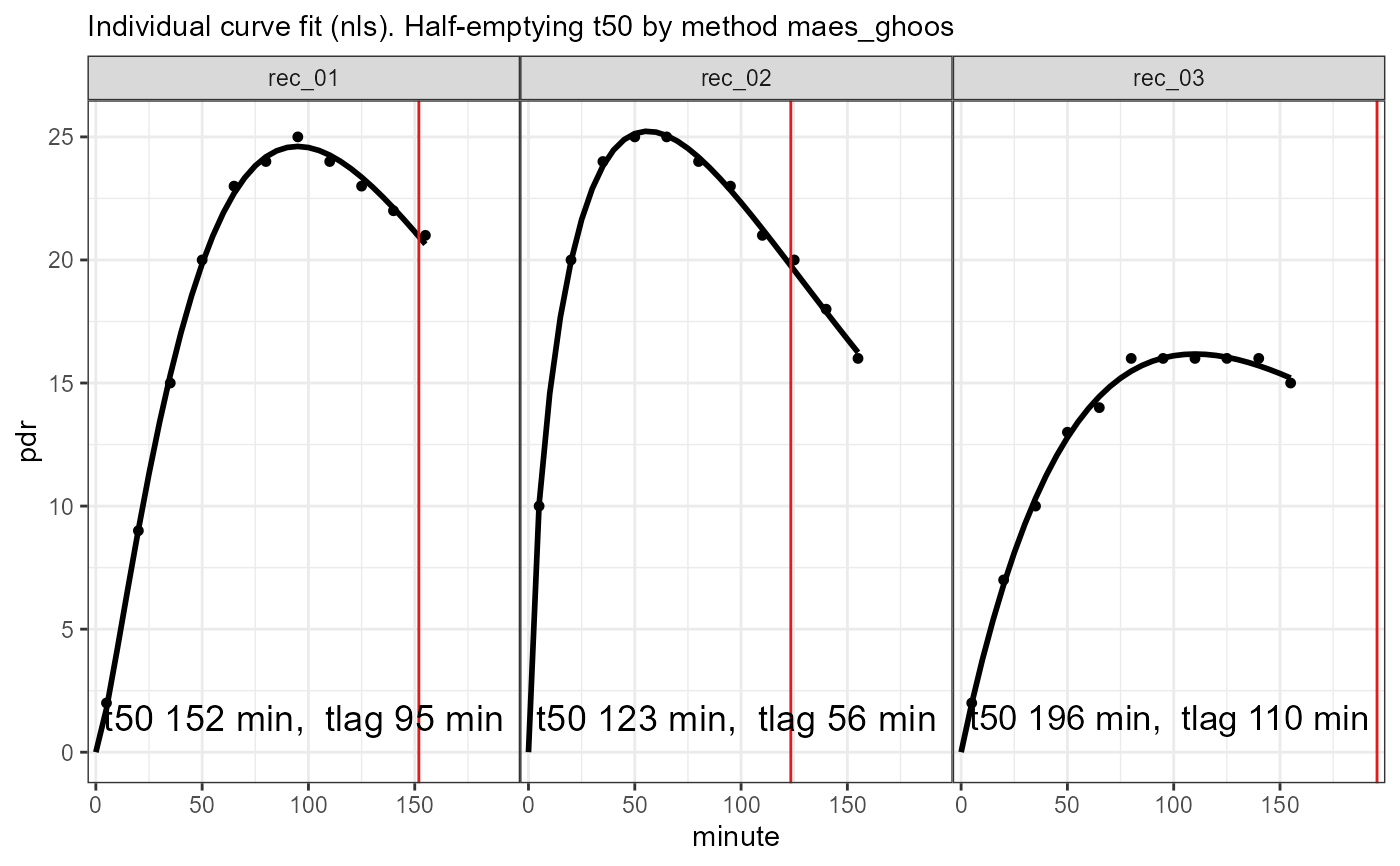 Individual curve fit (nls). Half-emptying t50 by method maes_ghoos
rec_01 rec_02 rec_03
25
20
15
10
5
0
pdr
t50 152 min,  tlag 95 min
t50 123 min,  tlag 56 min
t50 196 min,  tlag 110 min
0 50 100 150 0 50 100 150 0 50 100 150
minute